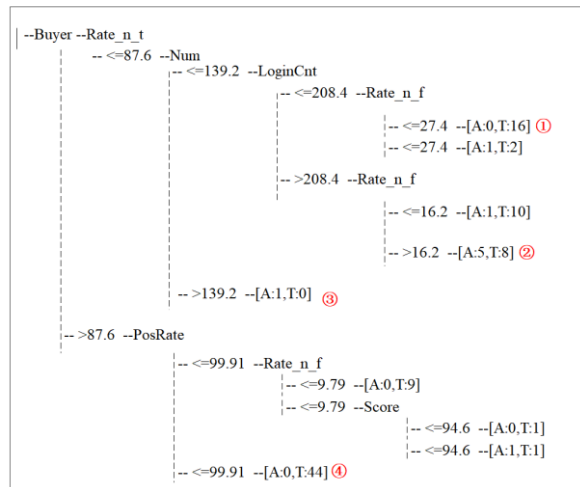 --Buyer --Rate_n_t
-- <=87.6 --Num
-- <=139.2 --LoginCnt
-- <=208.4 --Rate_n_f
-- <=27.4 --[A:0,T:16] ①
-- <=27.4 --[A:1,T:2]
-- >208.4 --Rate_n_f
-- <=16.2 --[A:1,T:10]
-- >16.2 --[A:5,T:8] ②
-- >139.2 --[A:1,T:0] ③
-- >87.6 --PosRate
-- <=99.91 --Rate_n_f
-- <=9.79 --[A:0,T:9]
-- <=9.79 --Score
-- <=94.6 --[A:0,T:1]
-- <=94.6 --[A:1,T:1]
-- <=99.91 --[A:0,T:44] ④